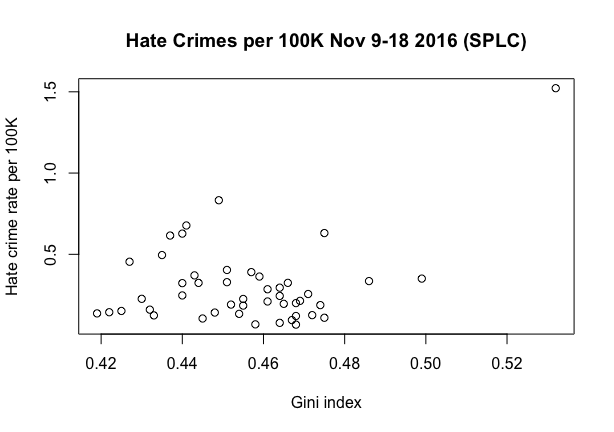 Hate Crimes per 100K Nov 9-18 2016 (SPLC)
Hate crime rate per 100K
1.5
1.0
0.5
0.42 0.44 0.46 0.48 0.50 0.52
Gini index